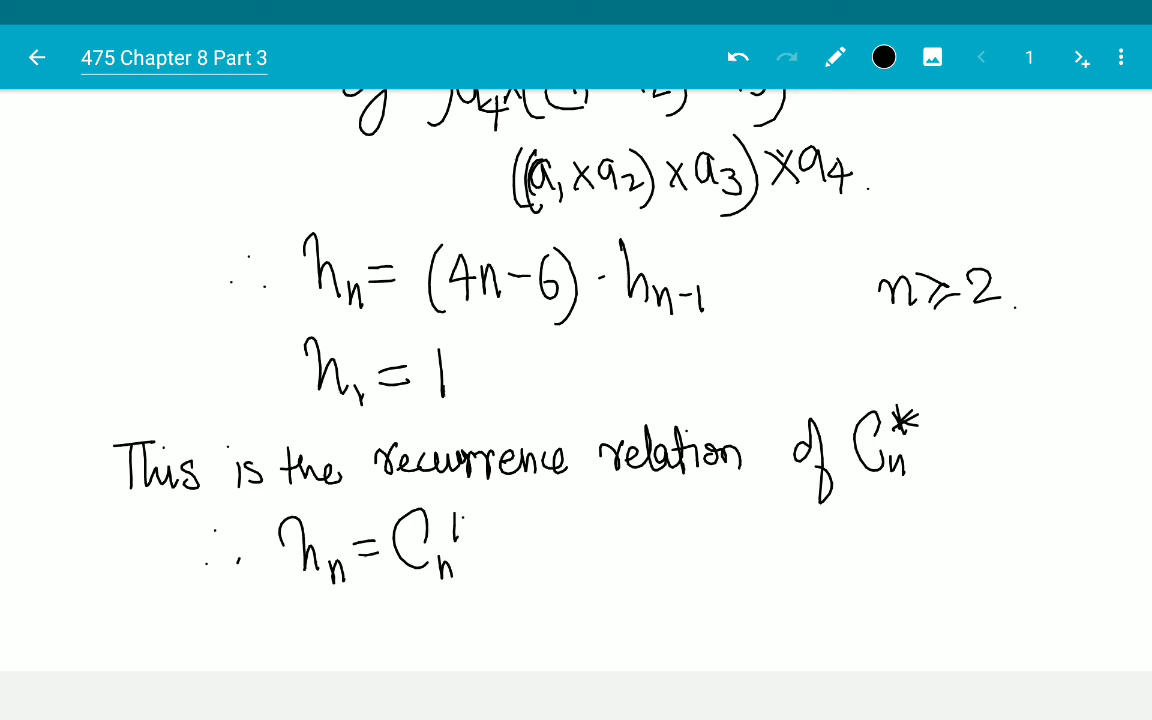 475 Chapter 8 Part 3
1
((a₁ × a₂) × a₃) × a₄.
∴ hₙ = (4n-6) · hₙ₋₁ n ≥ 2.
h₁ = 1
This is the recurrence relation of Cₙ*
∴ hₙ = Cₙ